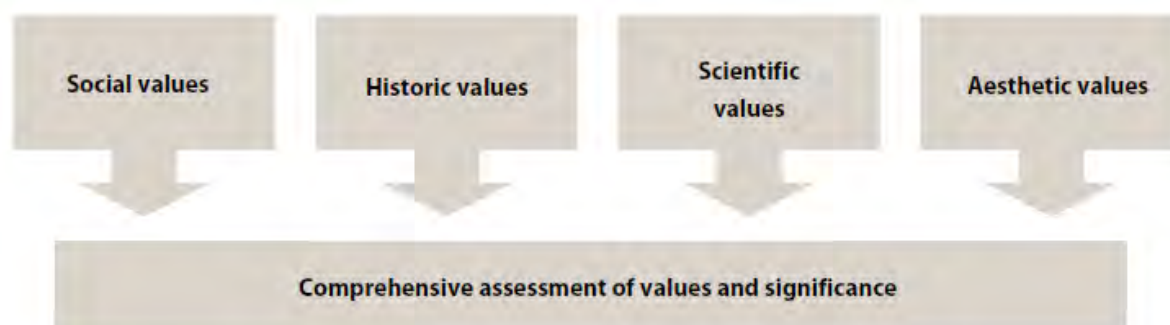 Social values
Historic values
Scientific
values
Aesthetic values
Comprehensive assessment of values and significance